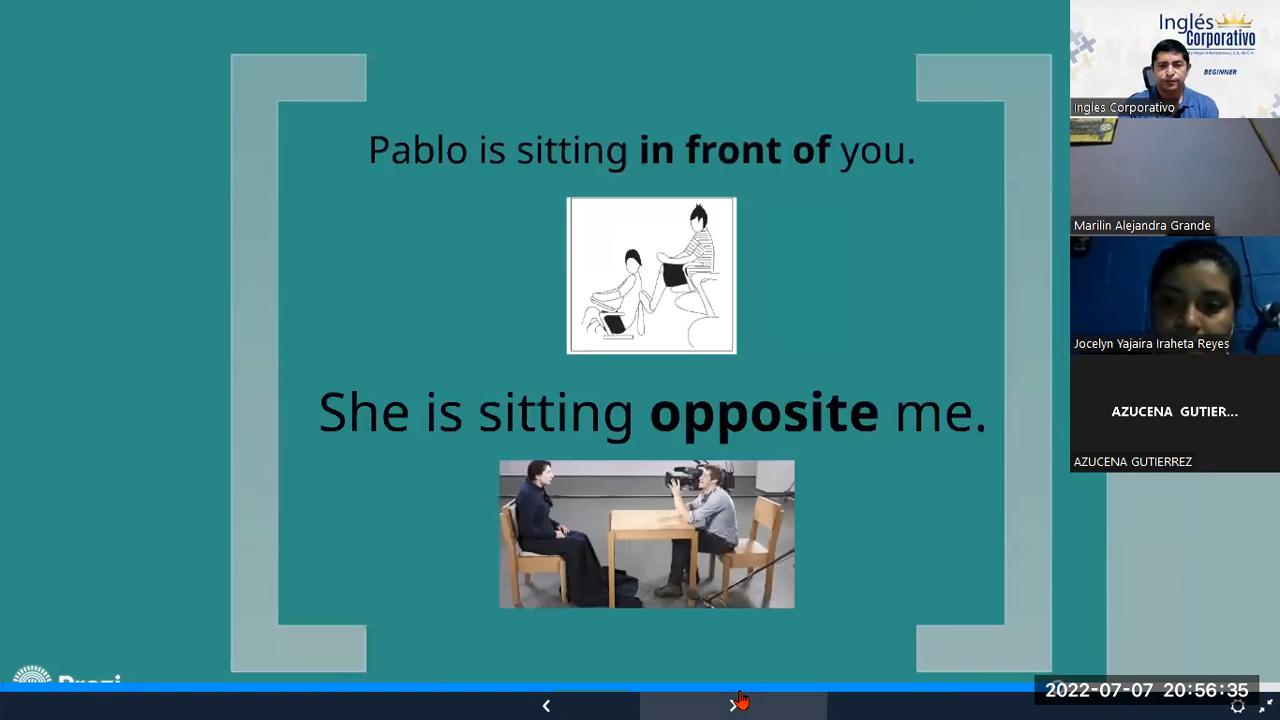 Pablo is sitting in front of you.
She is sitting opposite me.
Prezi
Inglés
Corporativo
BEGINNER
Ingles Corporativo
Marilin Alejandra Grande
Jocelyn Yajaira Iraheta Reyes
AZUCENA GUTIER...
AZUCENA GUTIERREZ
2022-07-07 20:56:35